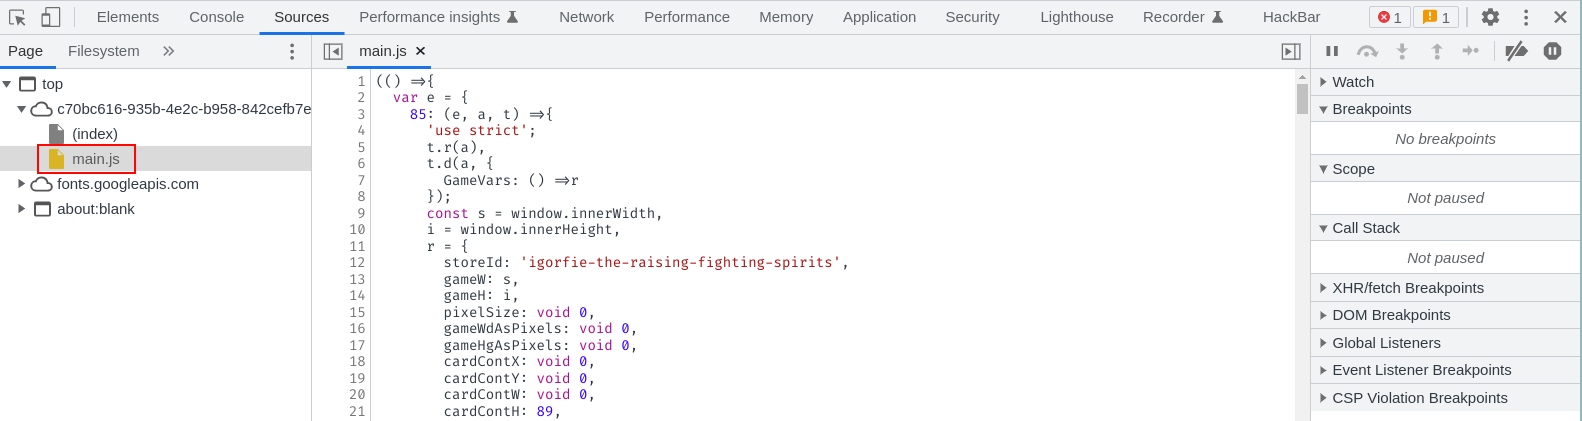 Elements Console Sources Performance insights Network Performance Memory Application Security Lighthouse Recorder HackBar 1 1
Page Filesystem
main.js
top
c70bc616-935b-4e2c-b958-842cefb7e
(index)
main.js
fonts.googleapis.com
about:blank
1 (() =>{
2 var e = {
3 85: (e, a, t) =>{
4 'use strict';
5 t.r(a),
6 t.d(a, {
7 GameVars: () =>r
8 });
9 const s = window.innerWidth,
10 i = window.innerHeight,
11 r = {
12 storeId: 'igorfie-the-raising-fighting-spirits',
13 gameW: s,
14 gameH: i,
15 pixelSize: void 0,
16 gameWdAsPixels: void 0,
17 gameHgAsPixels: void 0,
18 cardContX: void 0,
19 cardContY: void 0,
20 cardContW: void 0,
21 cardContH: 89,
Watch
Breakpoints
No breakpoints
Scope
Not paused
Call Stack
Not paused
XHR/fetch Breakpoints
DOM Breakpoints
Global Listeners
Event Listener Breakpoints
CSP Violation Breakpoints